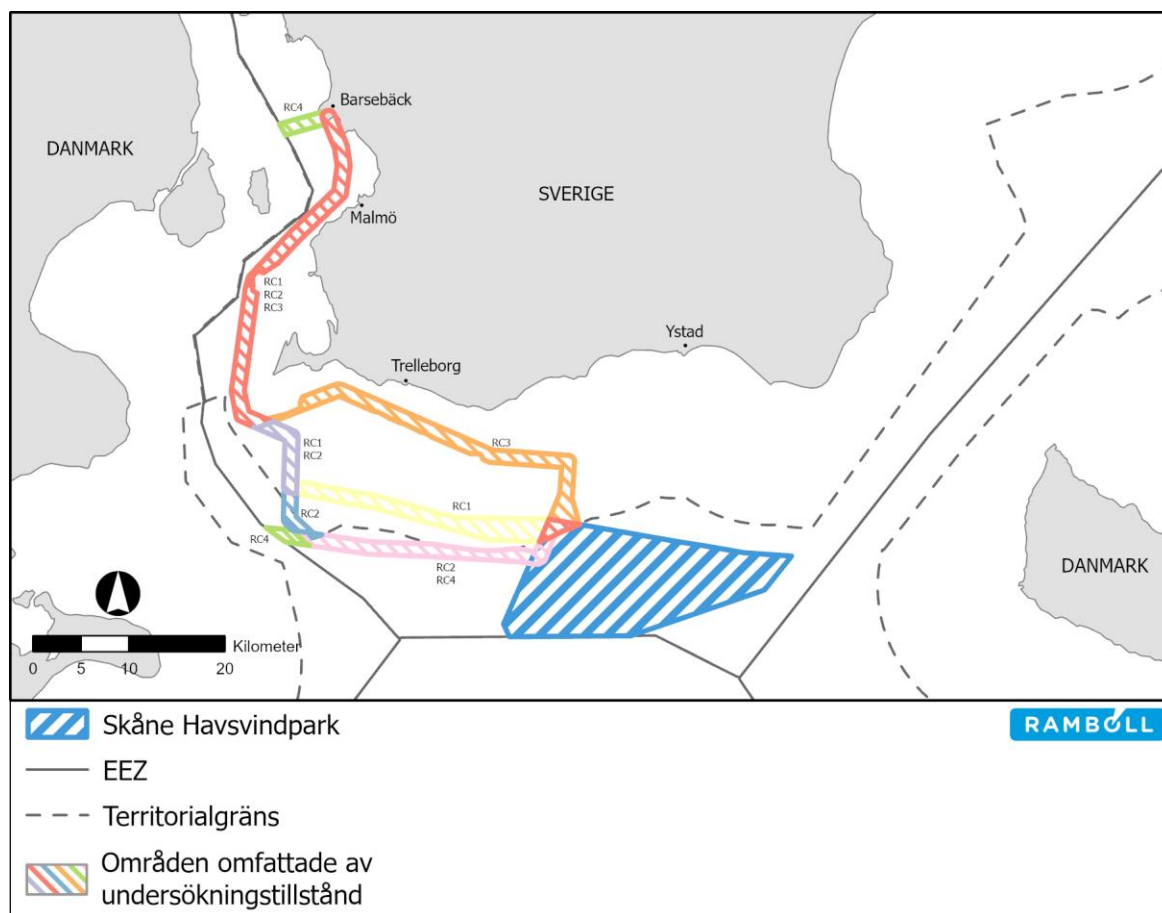 RC4
Barsebäck
DANMARK
SVERIGE
Malmö
RC1
RC2
RC3
Ystad
Trelleborg
RC3
RC1
RC2
RC1
RC2
RC4
RC2
RC4
DANMARK
Kilometer
0 5 10 20
Skåne Havsvindpark
RAMBOLL
EEZ
Territorialgräns
Områden omfattade av
undersökningstillstånd